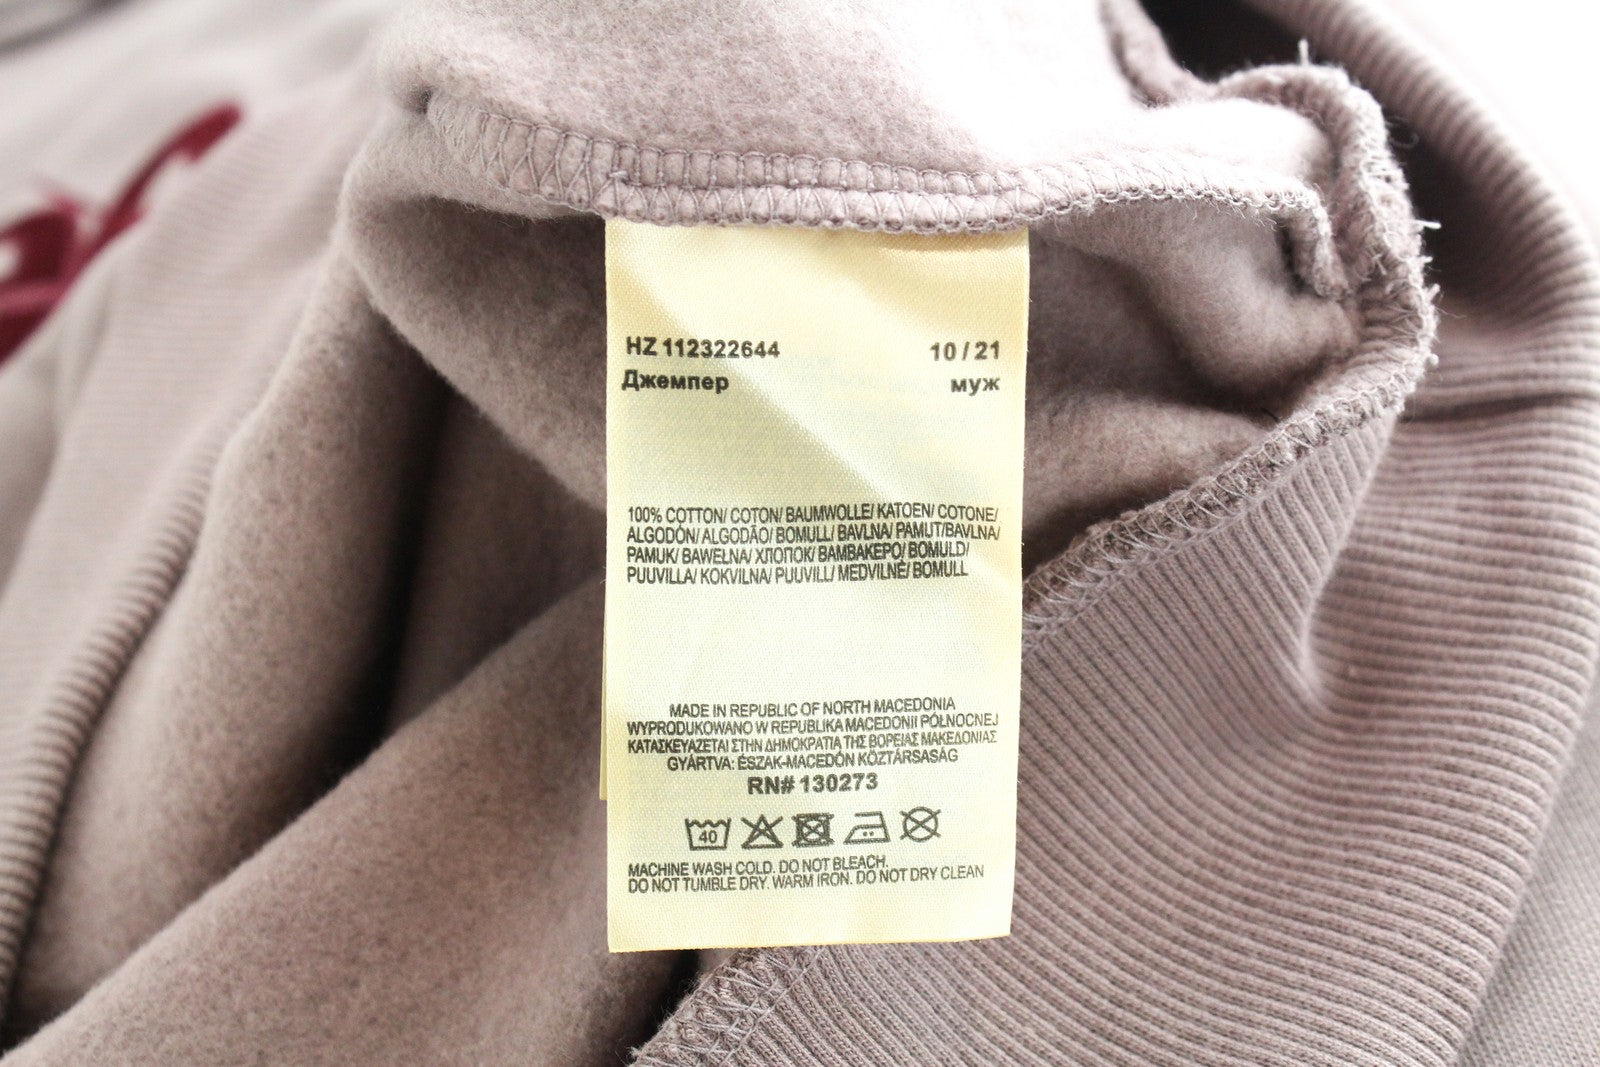 HZ 112322644 10 / 21
Джемпер муж
100% COTTON/ COTON/ BAUMWOLLE/ KATOEN/ COTONE/
ALGODÓN/ ALGODÃO/ BOMULL/ BAVLNA/ PAMUT/BAVLNA/
PAMUK/ BAWEŁNA/ ХЛОПОК/ ΒΑΜΒΑΚΕΡΟ/ BOMULD/
PUUVILLA/ KOKVILNA/ PUUVILL/ MEDVILNĖ/ BOMULL
MADE IN REPUBLIC OF NORTH MACEDONIA
WYPRODUKOWANO W REPUBLIKA MACEDONII PÓŁNOCNEJ
ΚΑΤΑΣΚΕΥΑΖΕΤΑΙ ΣΤΗΝ ΔΗΜΟΚΡΑΤΙΑ ΤΗΣ ΒΟΡΕΙΑΣ ΜΑΚΕΔΟΝΙΑΣ
GYÁRTVA: ÉSZAK-MACEDÓN KÖZTÁRSASÁG
RN# 130273
40
MACHINE WASH COLD. DO NOT BLEACH.
DO NOT TUMBLE DRY. WARM IRON. DO NOT DRY CLEAN